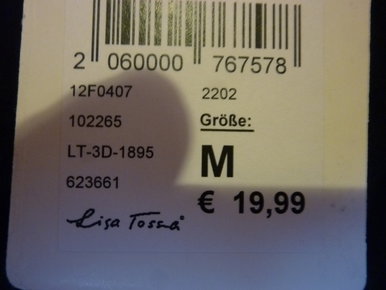 2 060000 767578
12F0407 2202
102265 Größe:
LT-3D-1895 M
623661 € 19,99
Lisa Tossa